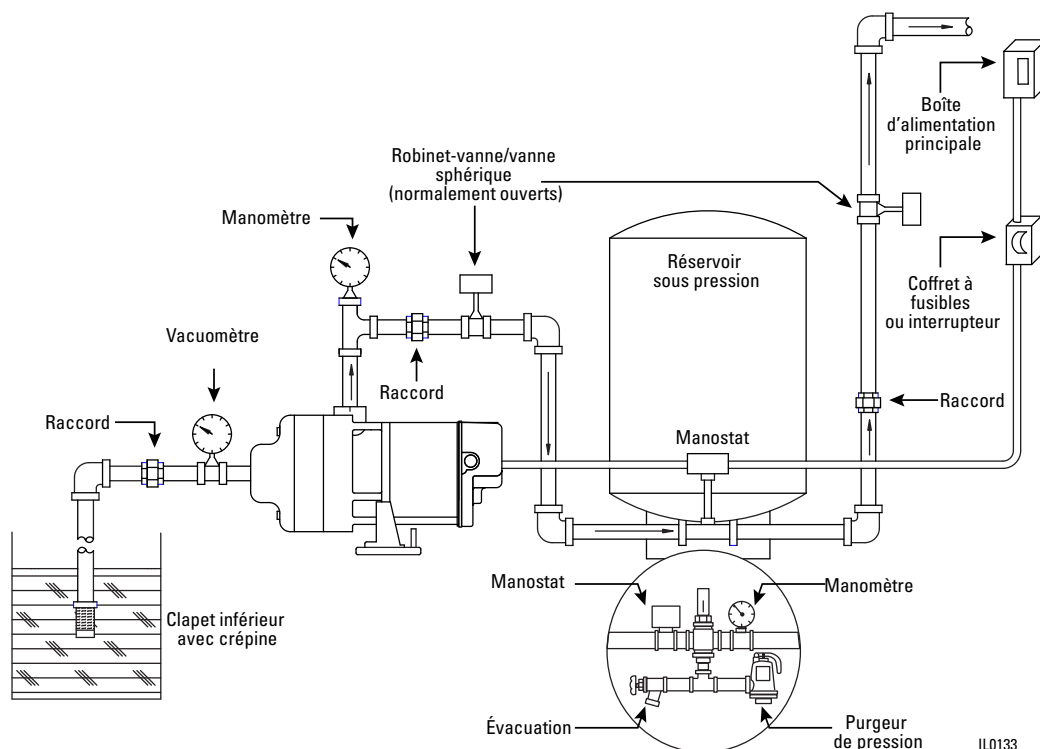 Boîte
d'alimentation
principale
Robinet-vanne/vanne
sphérique
(normalement ouverts)
Manomètre
Réservoir
sous pression
Coffret à
fusibles
ou interrupteur
Vacuomètre
Raccord
Raccord
Raccord
Manostat
Manostat
Manomètre
Clapet inférieur
avec crépine
Évacuation
Purgeur
de pression
IL0133